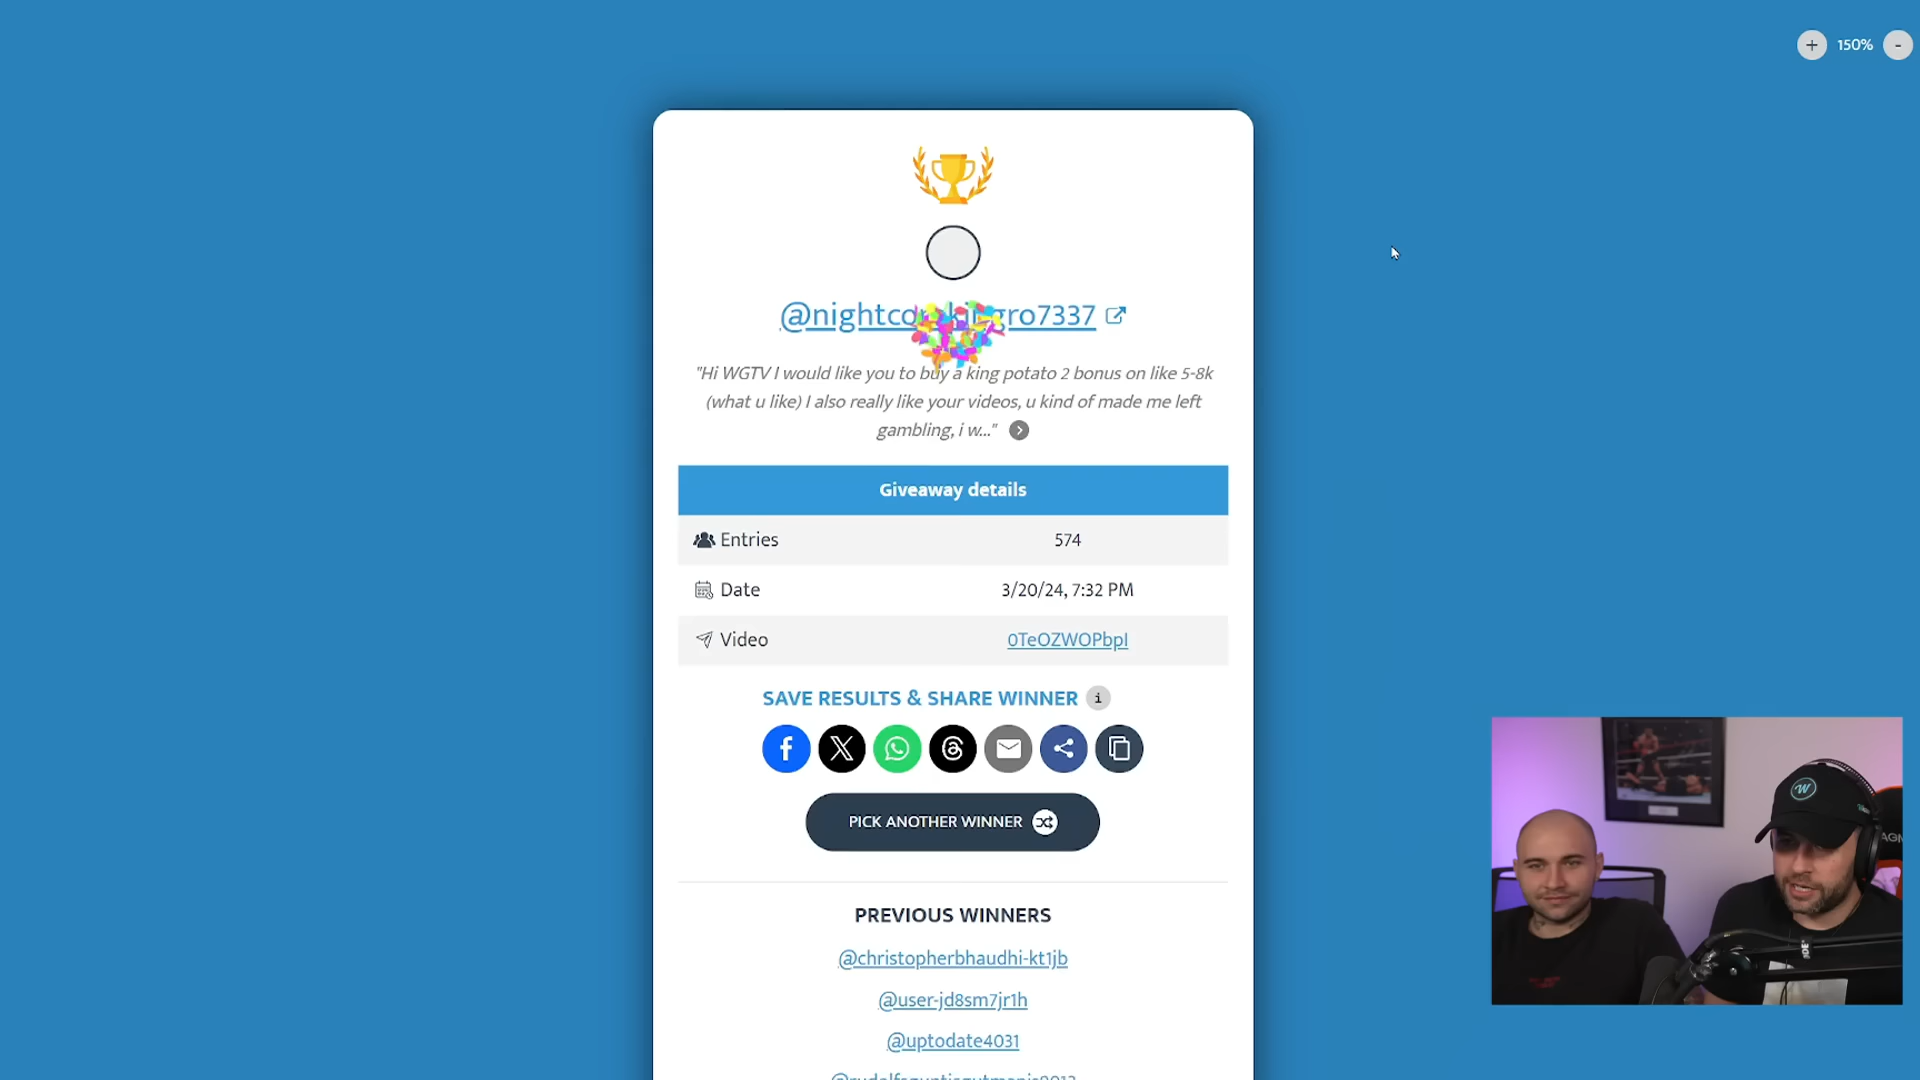 + 150% -
"Hi WGTV I would like you to buy a king potato 2 bonus on like 5-8k
(what u like) I also really like your videos, u kind of made me left
gambling, i w..."
Giveaway details
Entries 574
Date 3/20/24, 7:32 PM
Video 0TeOZWOPbpI
SAVE RESULTS & SHARE WINNER i
PICK ANOTHER WINNER
PREVIOUS WINNERS
@christopherbhaudhi-kt1jb
@user-jd8sm7jr1h
@uptodate4031